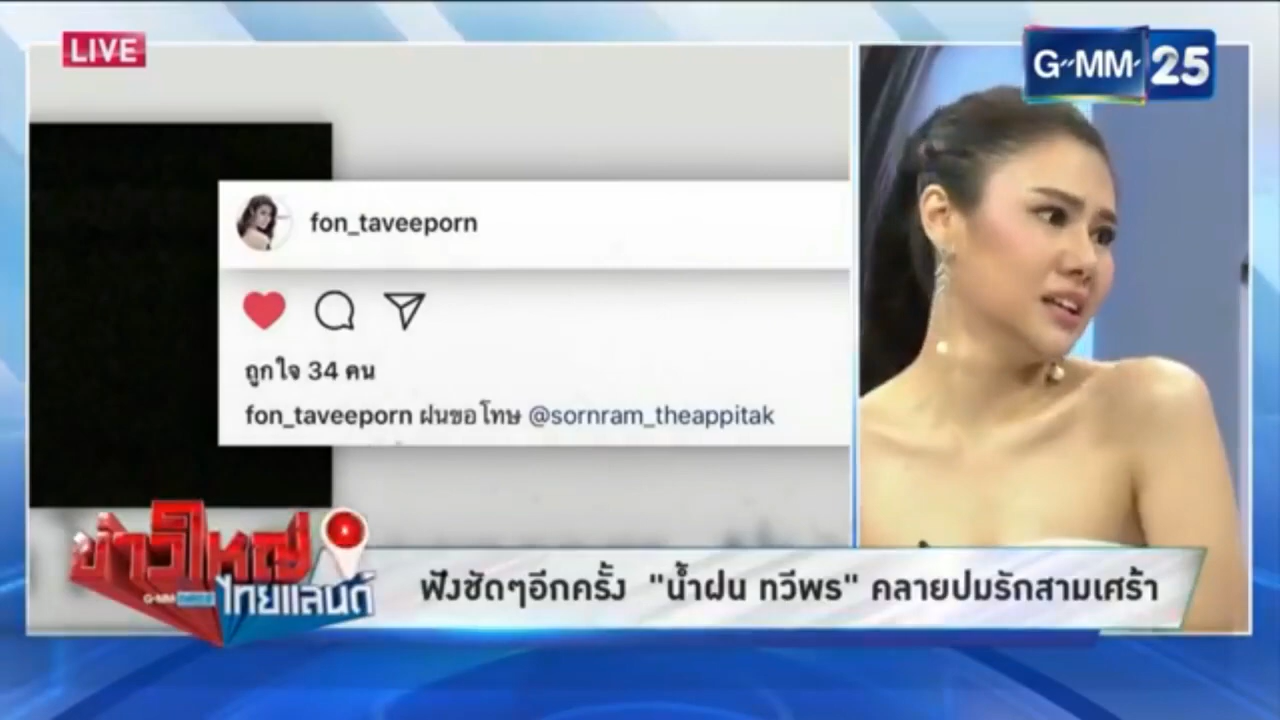 LIVE
G"MM' 25
fon_taveeporn
ถูกใจ 34 คน
fon_taveeporn ฝนขอโทษ @sornram_theappitak
ข่าวใหญ่
ไทยแลนด์
ฟังชัดๆอีกครั้ง "น้ำฝน ทวีพร" คลายปมรักสามเศร้า